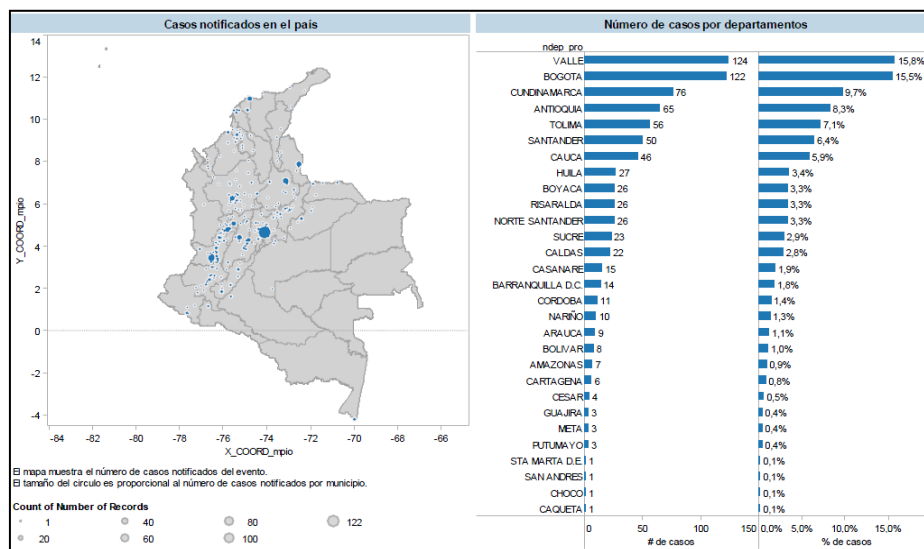 Casos notificados en el país
14
12
10
8
6
4
2
0
-2
-4
Y_COORD_mpio
-84
-82
-80
-78
-76
-74
-72
-70
-68
-66
X_COORD_mpio
El mapa muestra el número de casos notificados del evento.
El tamaño del circulo es proporcional al número de casos notificados por municipio.
Count of Number of Records
1 40 80 122
20 60 100
Número de casos por departamentos
ndep_pro
VALLE 124 15,8%
BOGOTA 122 15,5%
CUNDINAMARCA 76 9,7%
ANTIOQUIA 65 8,3%
TOLIMA 56 7,1%
SANTANDER 50 6,4%
CAUCA 46 5,9%
HUILA 27 3,4%
BOYACA 26 3,3%
RISARALDA 26 3,3%
NORTE SANTANDER 26 3,3%
SUCRE 23 2,9%
CALDAS 22 2,8%
CASANARE 15 1,9%
BARRANQUILLA D.C. 14 1,8%
CORDOBA 11 1,4%
NARIÑO 10 1,3%
ARAUCA 9 1,1%
BOLIVAR 8 1,0%
AMAZONAS 7 0,9%
CARTAGENA 6 0,8%
CESAR 4 0,5%
GUAJIRA 3 0,4%
META 3 0,4%
PUTUMAYO 3 0,4%
STA MARTA D.E. 1 0,1%
SAN ANDRES 1 0,1%
CHOCO 1 0,1%
CAQUETA 1 0,1%
0 50 100 150 0,0% 5,0% 10,0% 15,0%
# de casos % de casos